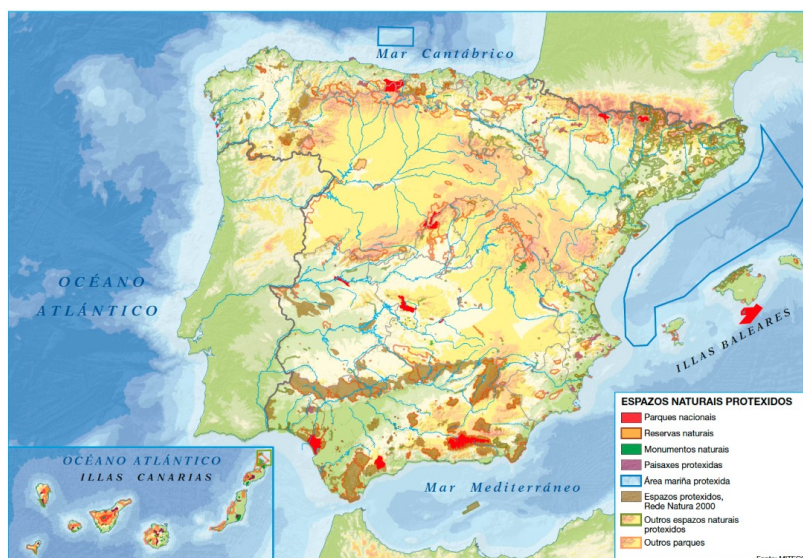 Mar Cantábrico
OCÉANO
ATLÁNTICO
ILLAS BALEARES
Mar Mediterráneo
OCÉANO ATLÁNTICO
ILLAS CANARIAS
ESPAZOS NATURAIS PROTEXIDOS
Parques nacionais
Reservas naturais
Monumentos naturais
Paisaxes protexidas
Área mariña protexida
Espazos protexidos,
Rede Natura 2000
Outros espazos naturais
protexidos
Outros parques